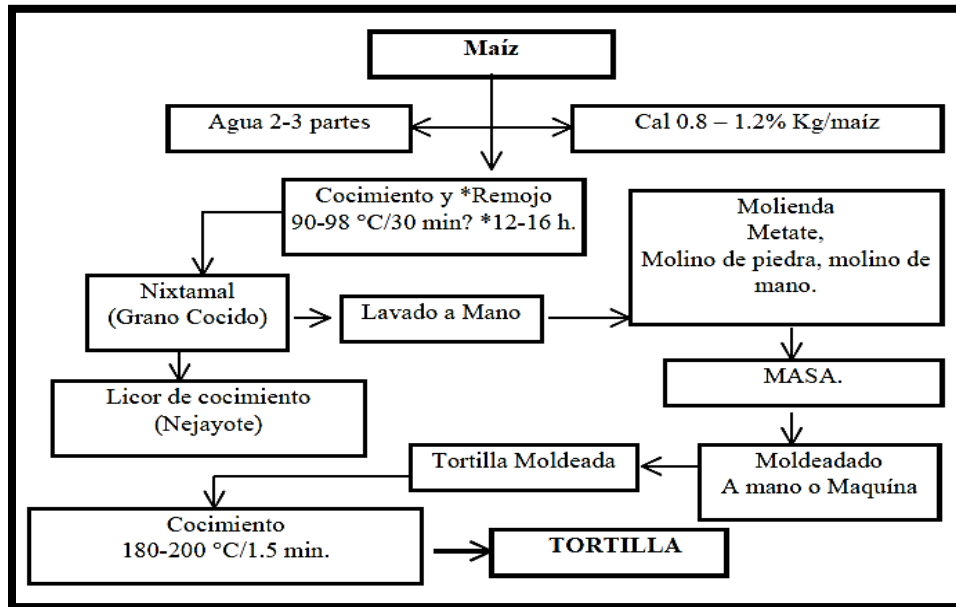 Maíz
Agua 2-3 partes
Cal 0.8 – 1.2% Kg/maíz
Cocimiento y *Remojo
90-98 °C/30 min? *12-16 h.
Molienda
Metate,
Molino de piedra, molino de
mano.
Nixtamal
(Grano Cocido)
Lavado a Mano
Licor de cocimiento
(Nejayote)
MASA.
Moldeadado
A mano o Maquína
Tortilla Moldeada
Cocimiento
180-200 °C/1.5 min.
TORTILLA